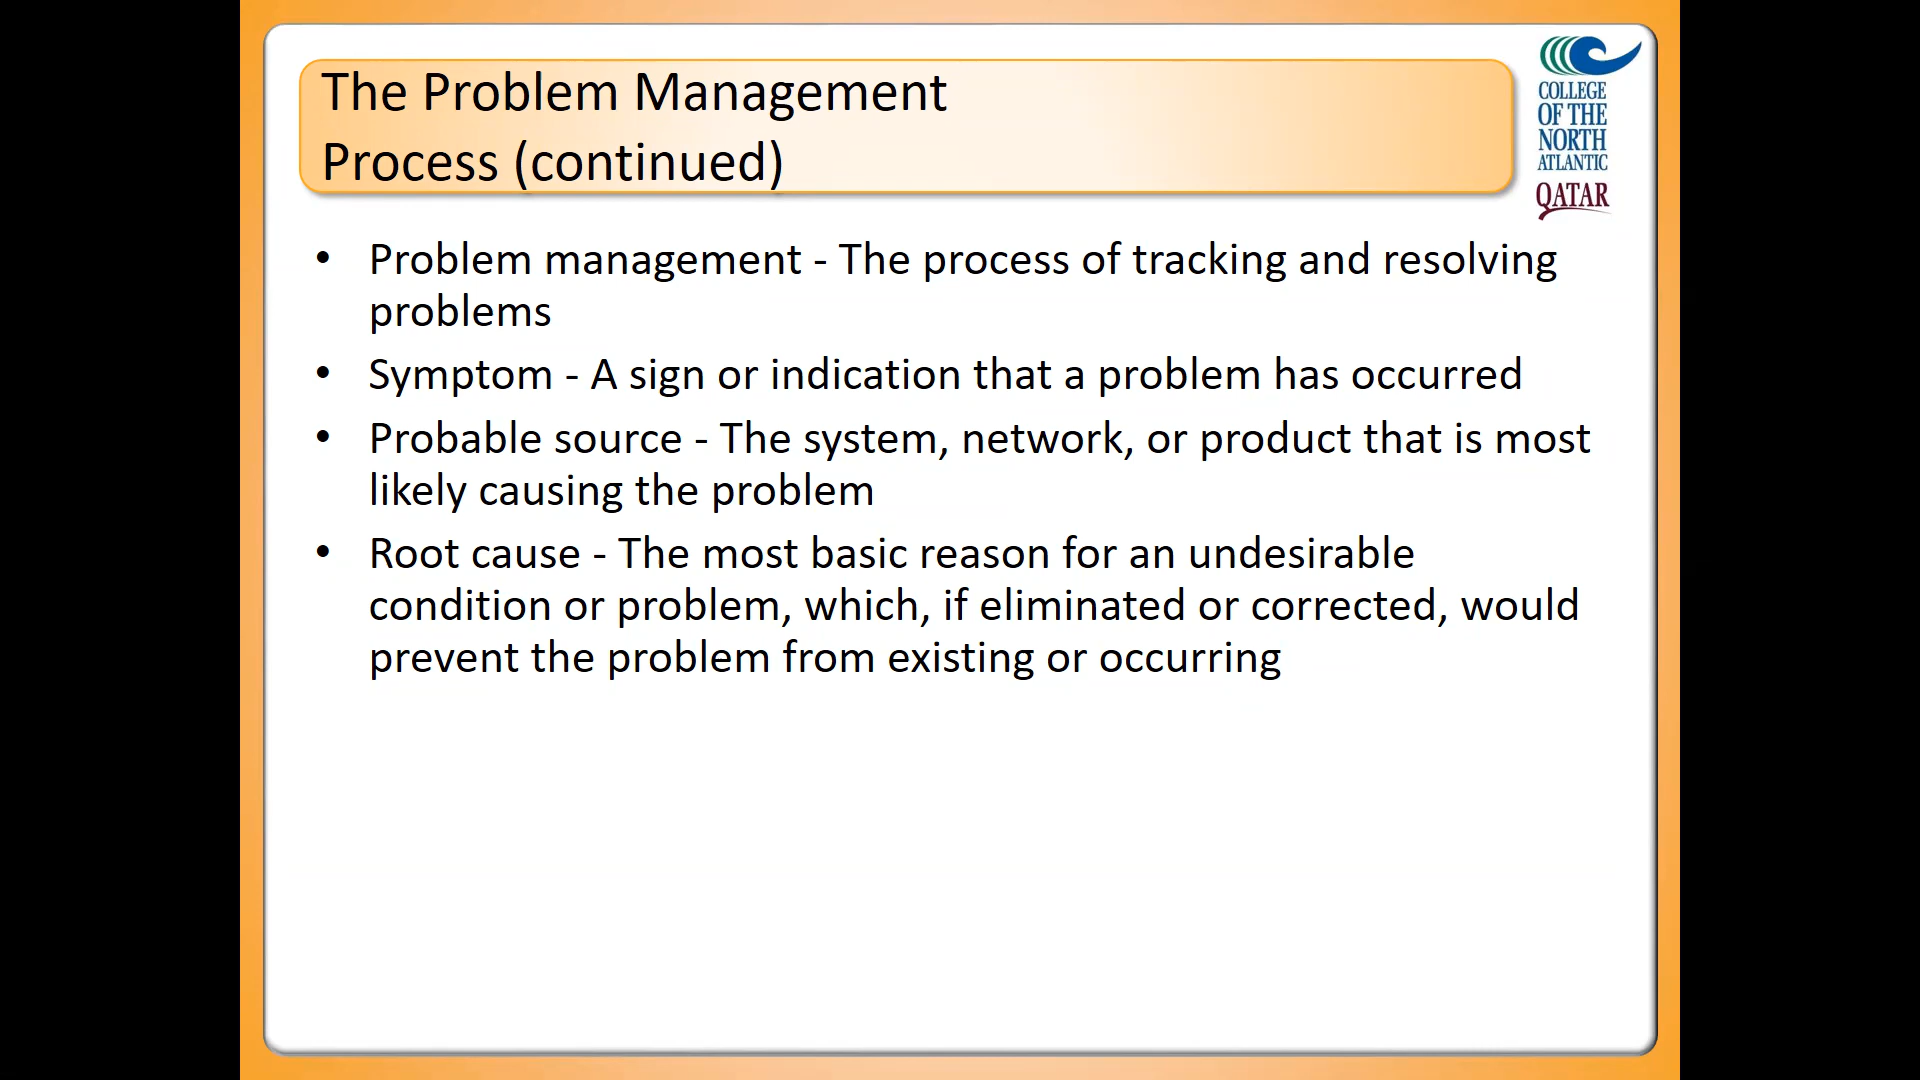 The Problem Management
Process (continued)
COLLEGE
OF THE
NORTH
ATLANTIC
QATAR
• Problem management - The process of tracking and resolving
problems
• Symptom - A sign or indication that a problem has occurred
• Probable source - The system, network, or product that is most
likely causing the problem
• Root cause - The most basic reason for an undesirable
condition or problem, which, if eliminated or corrected, would
prevent the problem from existing or occurring